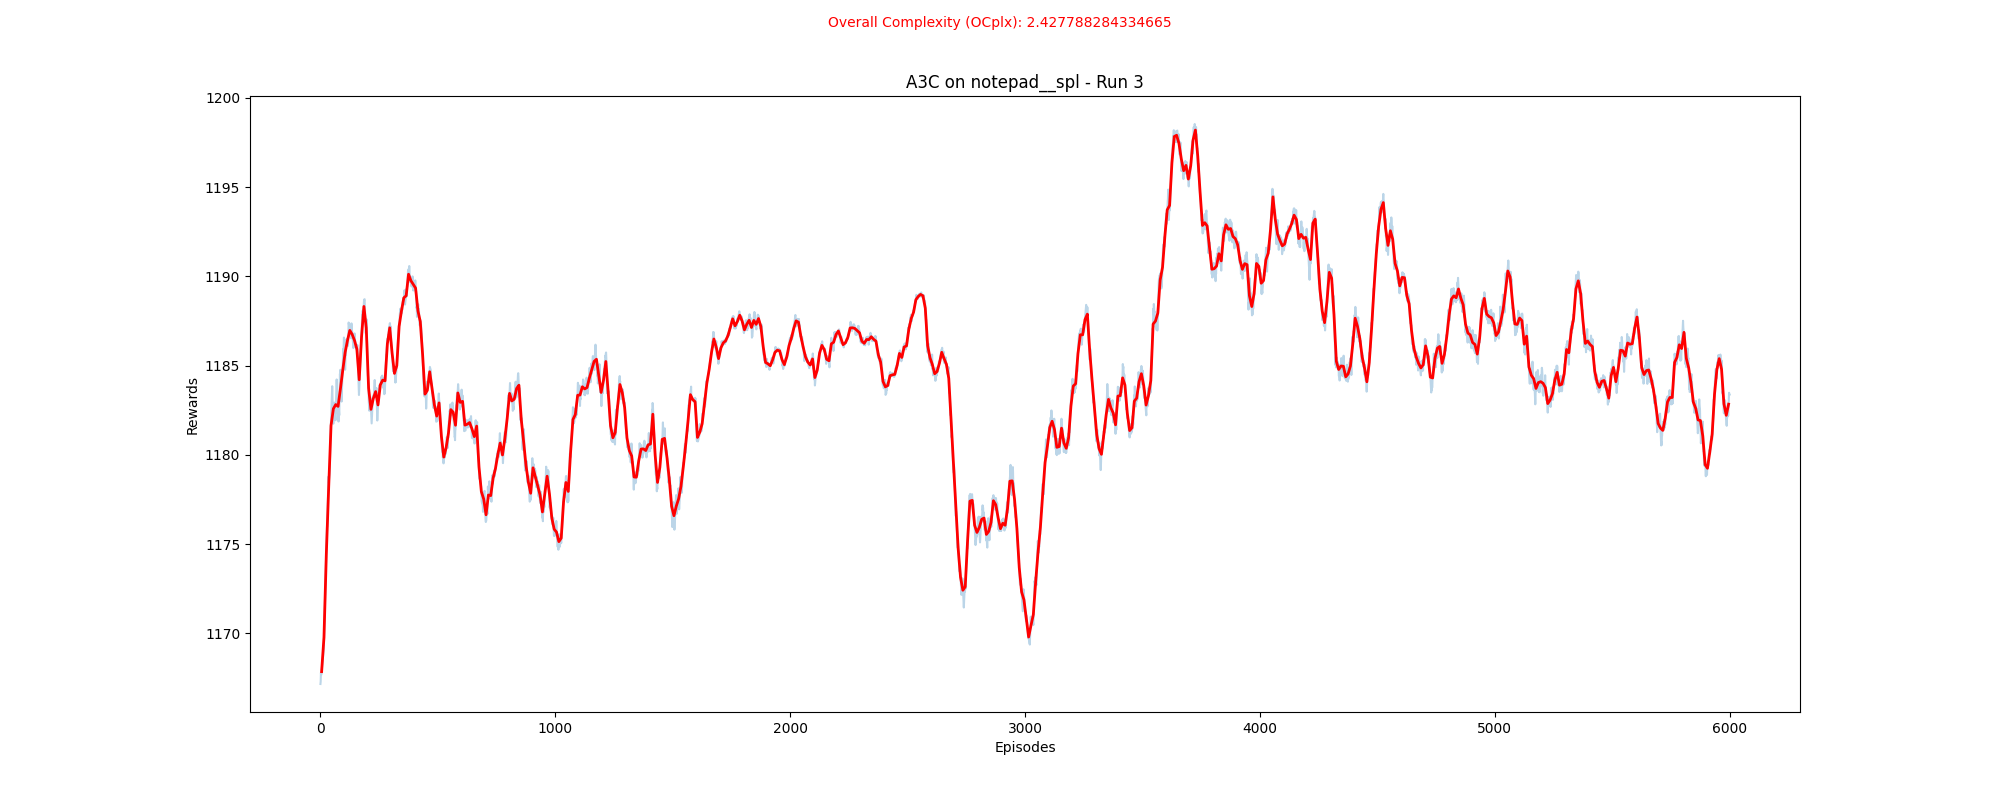 Overall Complexity (OCplx): 2.427788284334665
A3C on notepad__spl - Run 3
1200
1195
1190
1185
1180
1175
1170
Rewards
0 1000 2000 3000 4000 5000 6000
Episodes